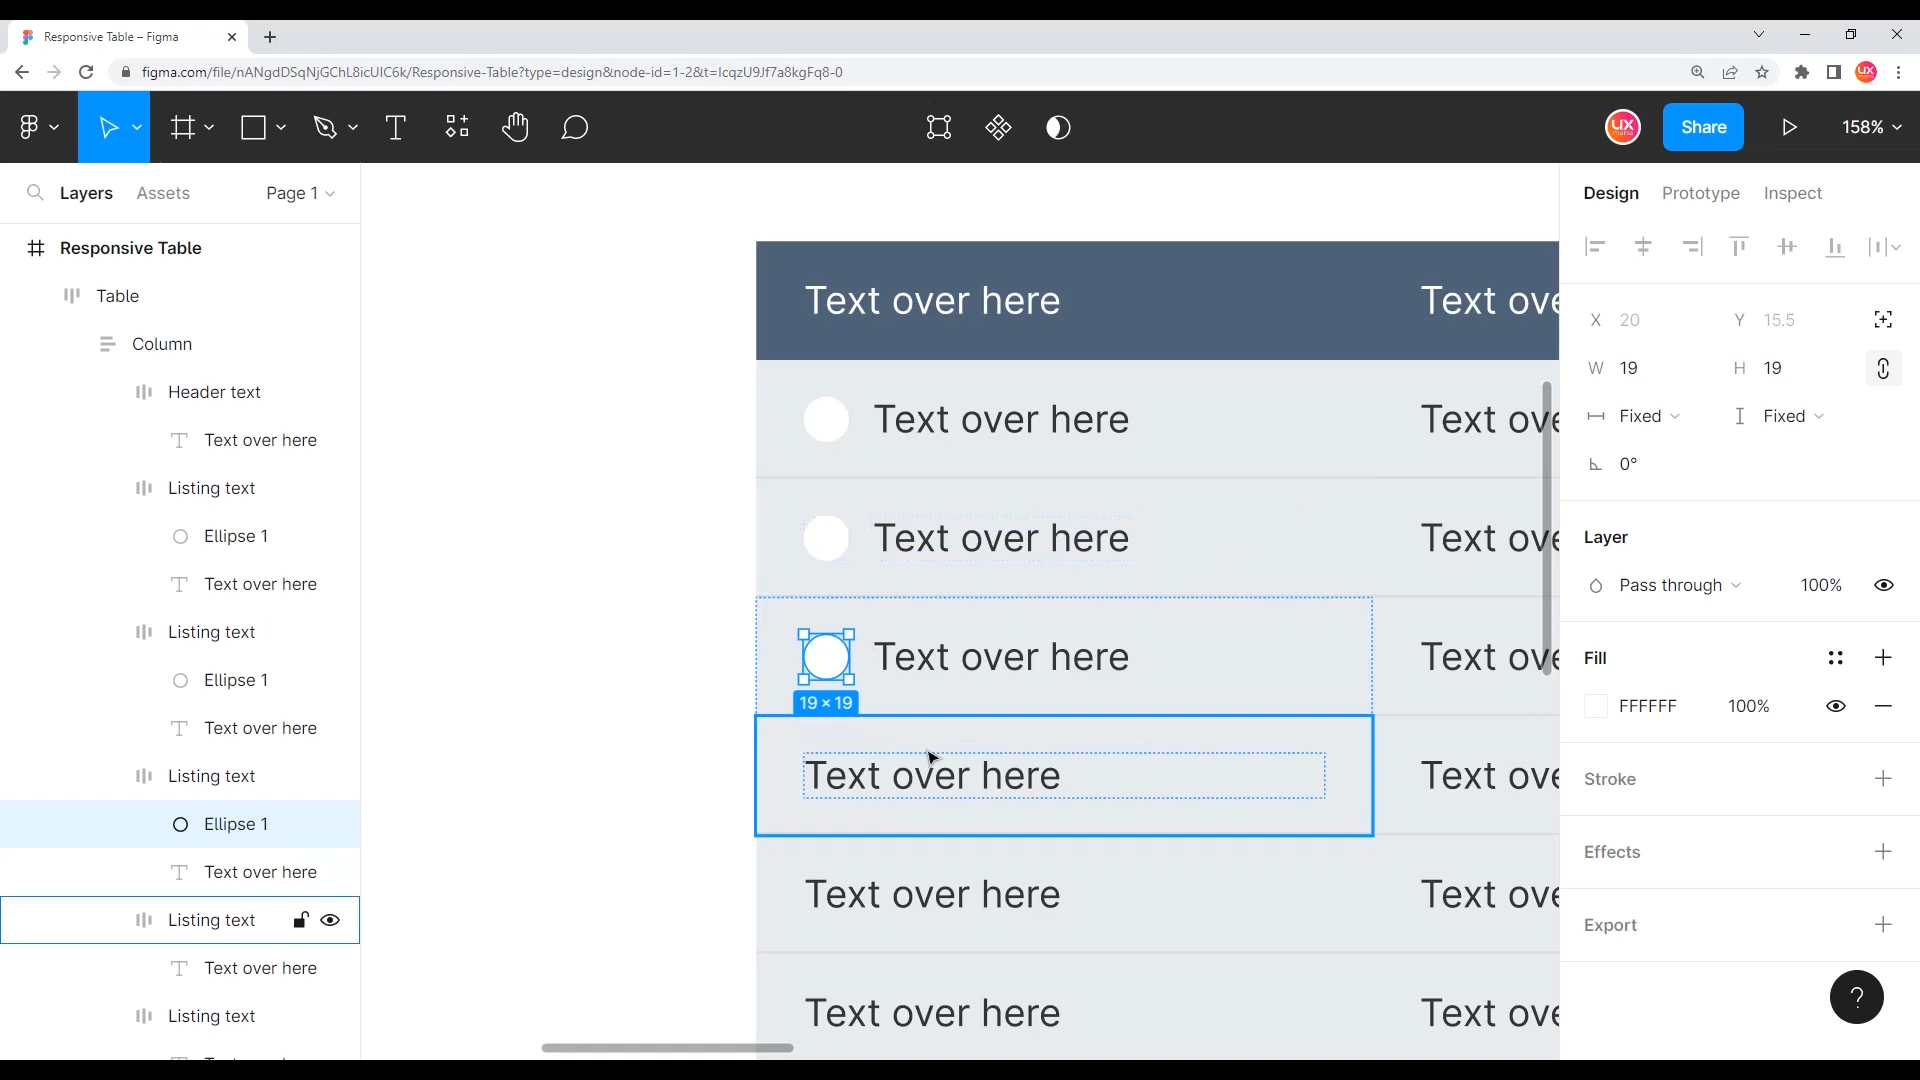 Responsive Table – Figma
figma.com/file/nANgdDSqNjGChL8icUIC6k/Responsive-Table?type=design&node-id=1-2&t=IcqzU9Jf7a8kgFq8-0
UX
mania
Share
158%
Layers Assets Page 1
Responsive Table
Table
Column
Header text
Text over here
Listing text
Ellipse 1
Text over here
Listing text
Ellipse 1
Text over here
Listing text
Ellipse 1
Text over here
Listing text
Text over here
Listing text
Text over here Text ove
Text over here Text ove
Text over here Text ove
Text over here Text ove
19 × 19
Text over here Text ove
Text over here Text ove
Text over here Text ove
Design Prototype Inspect
X 20 Y 15.5
W 19 H 19
Fixed Fixed
0°
Layer
Pass through 100%
Fill
FFFFFF 100%
Stroke
Effects
Export
?